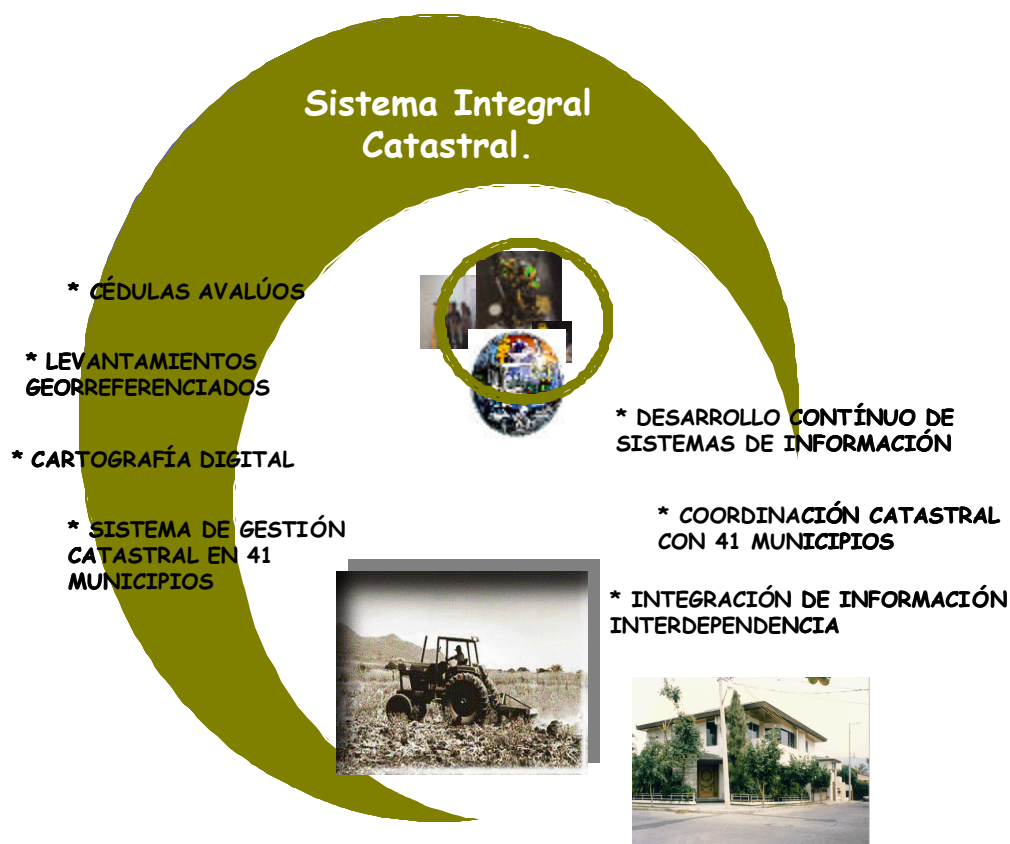 Sistema Integral
Catastral.
* CÉDULAS AVALÚOS
* LEVANTAMIENTOS
GEORREFERENCIADOS
* CARTOGRAFÍA DIGITAL
* SISTEMA DE GESTIÓN
CATASTRAL EN 41
MUNICIPIOS
* DESARROLLO CONTÍNUO DE
SISTEMAS DE INFORMACIÓN
* COORDINACIÓN CATASTRAL
CON 41 MUNICIPIOS
* INTEGRACIÓN DE INFORMACIÓN
INTERDEPENDENCIA